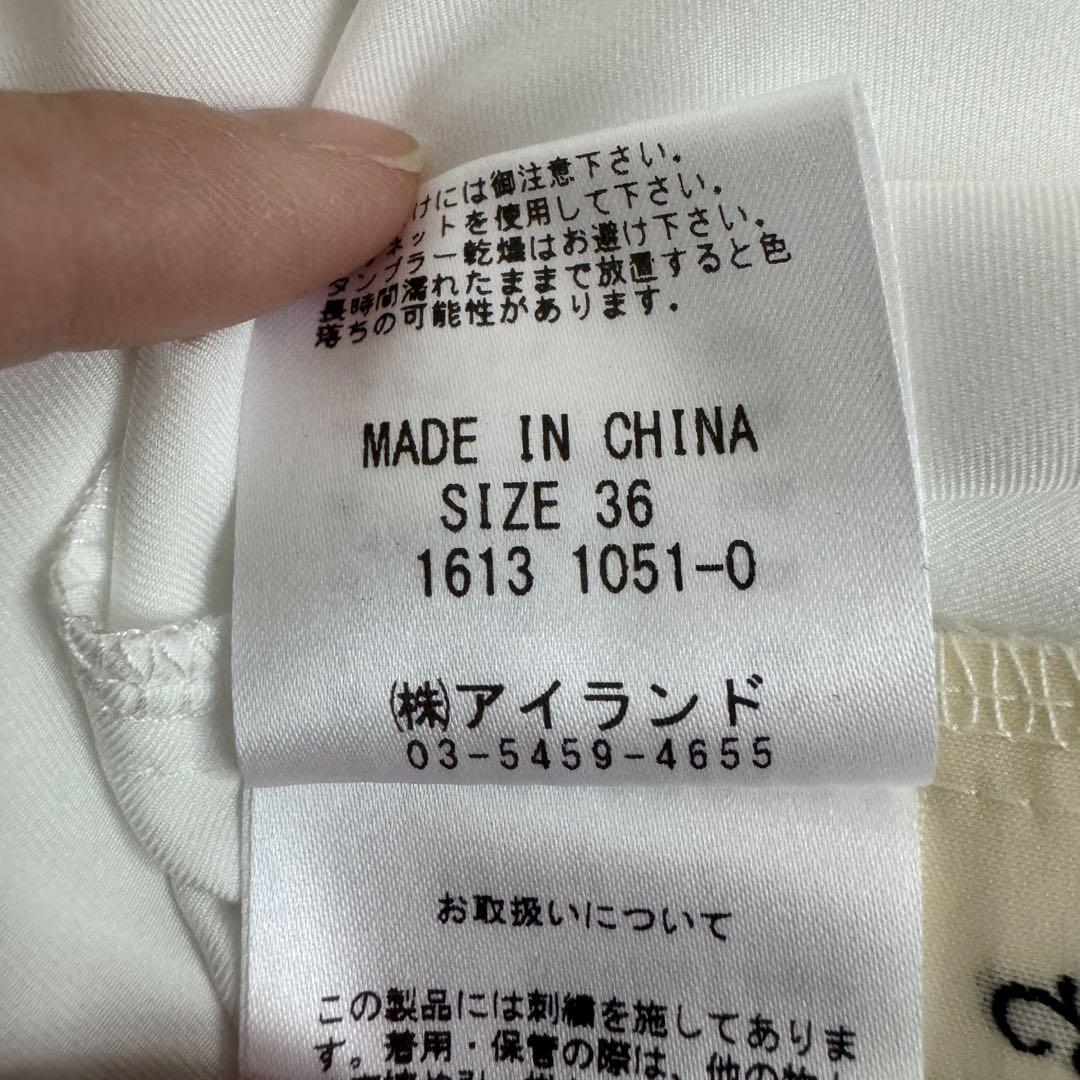 けには御注意下さい.
ネットを使用して下さい.
タンブラー乾燥はお避け下さい.
長時間濡れたままで放置すると色
落ちの可能性があります.
MADE IN CHINA
SIZE 36
1613 1051-0
㈱アイランド
03-5459-4655
お取扱いについて
この製品には刺繍を施してありま
す。着用・保管の際は、他の物